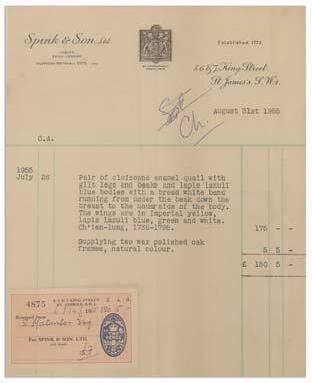 Spink & Son, Ltd.
Established 1772
5, 6 & 7, King Street,
St. James's, S.W.1.
August 31st 1955
C.A.
1955
July 26 Pair of cloisonne enamel quail with
gilt legs and beaks and lapis lazuli
blue bodies with a broad white band
running from under the beak down the
breast to the underside of the body.
The wings are in imperial yellow,
lapis lazuli blue, green and white.
Ch'ien-lung, 1736-1795. 175 -
Supplying two wax polished oak
frames, natural colour. 5 5 -
£ 180 5 -
4875
5, 6 & 7 KING STREET
ST. JAMES'S, S.W.1
£ s d
Received from
Esq
For SPINK & SON, LTD.